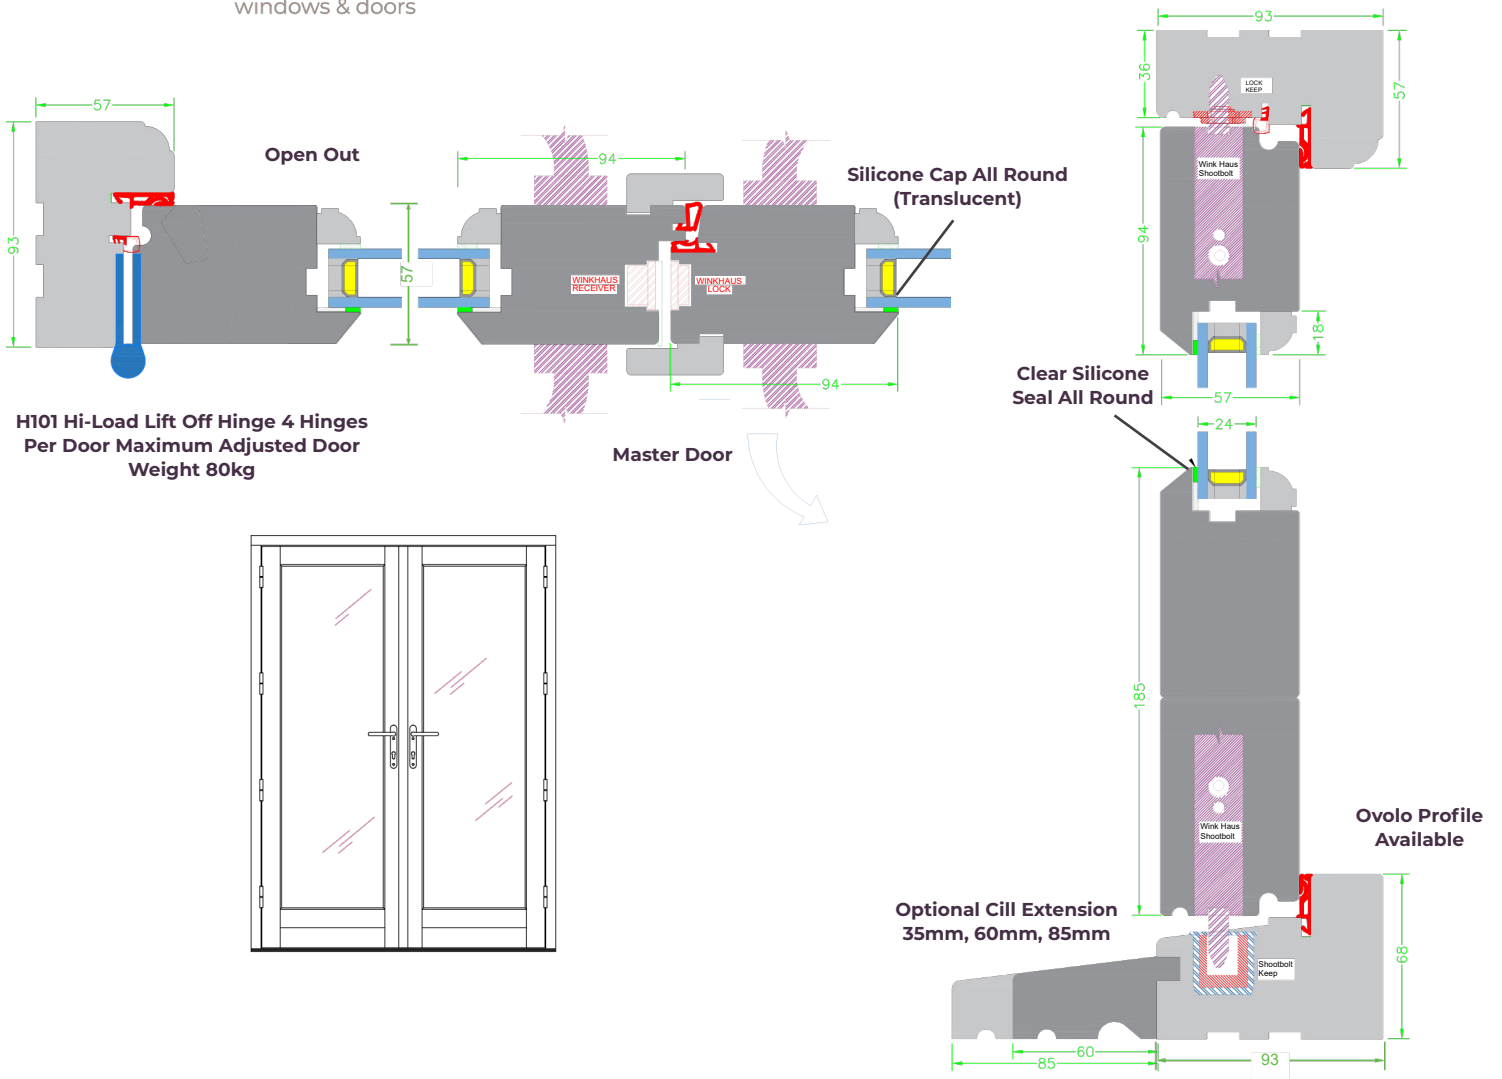 windows & doors
93
36
LOCK
KEEP
57
57
93
Open Out
94
Silicone Cap All Round
(Translucent)
Wink Haus
Shootbolt
94
57
WINKHAUS
RECEIVER
WINKHAUS
LOCK
18
94
Clear Silicone
Seal All Round
57
24
H101 Hi-Load Lift Off Hinge 4 Hinges
Per Door Maximum Adjusted Door
Weight 80kg
Master Door
185
Wink Haus
Shootbolt
Ovolo Profile
Available
Optional Cill Extension
35mm, 60mm, 85mm
Shootbolt
Keep
68
60
85
93